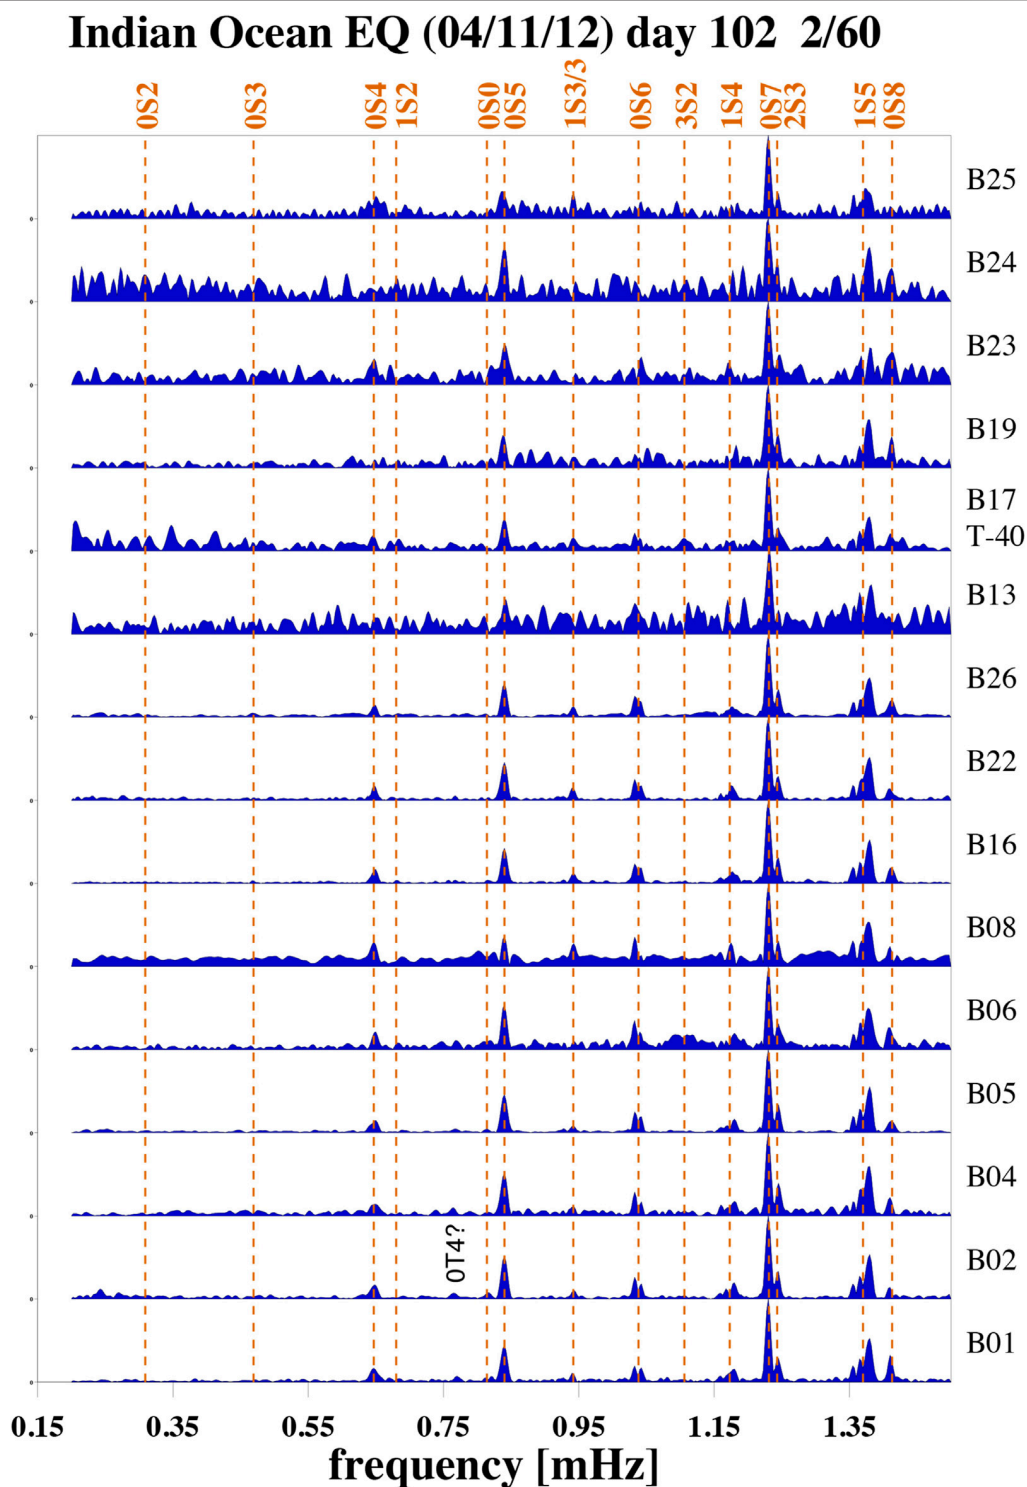 Indian Ocean EQ (04/11/12) day 102 2/60
0S2
0S3
0S4
1S2
0S0
0S5
1S3/3
0S6
3S2
1S4
0S7
2S3
1S5
0S8
B25
B24
B23
B19
B17
T-40
B13
B26
B22
B16
B08
B06
B05
B04
0T4?
B02
B01
0.15 0.35 0.55 0.75 0.95 1.15 1.35
frequency [mHz]